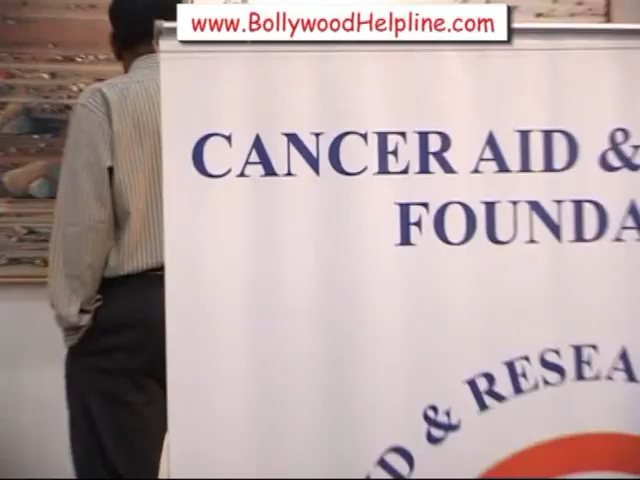 www.BollywoodHelpline.com
CANCER AID &
FOUNDA
D & RESEA